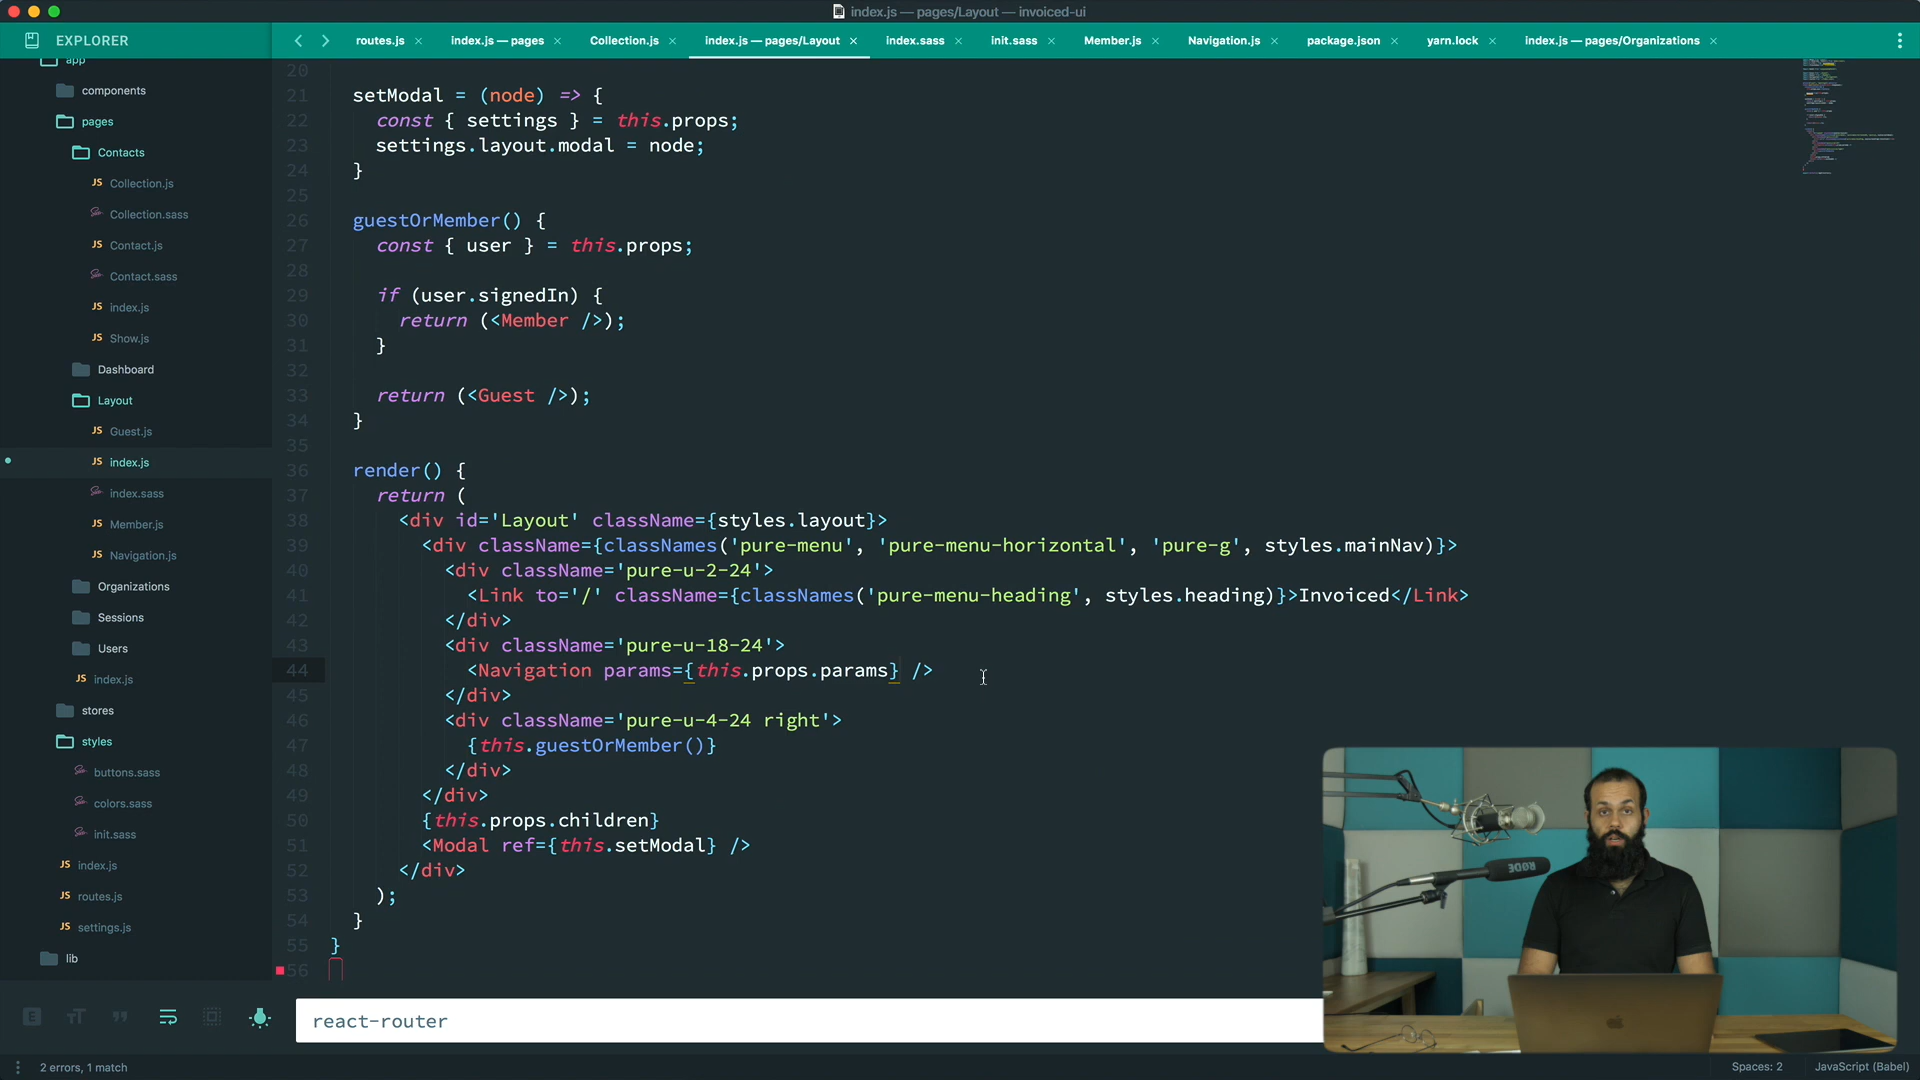 index.js — pages/Layout — invoiced-ui
EXPLORER
routes.js ×
index.js — pages ×
Collection.js ×
index.js — pages/Layout ×
index.sass ×
init.sass ×
Member.js ×
Navigation.js ×
package.json ×
yarn.lock ×
index.js — pages/Organizations ×
app
components
pages
Contacts
JS Collection.js
Collection.sass
JS Contact.js
Contact.sass
JS index.js
JS Show.js
Dashboard
Layout
JS Guest.js
JS index.js
index.sass
JS Member.js
JS Navigation.js
Organizations
Sessions
Users
JS index.js
stores
styles
buttons.sass
colors.sass
init.sass
JS index.js
JS routes.js
JS settings.js
lib
20
21 setModal = (node) => {
22 const { settings } = this.props;
23 settings.layout.modal = node;
24 }
25
26 guestOrMember() {
27 const { user } = this.props;
28
29 if (user.signedIn) {
30 return (<Member />);
31 }
32
33 return (<Guest />);
34 }
35
36 render() {
37 return (
38 <div id='Layout' className={styles.layout}>
39 <div className={classNames('pure-menu', 'pure-menu-horizontal', 'pure-g', styles.mainNav)}>
40 <div className='pure-u-2-24'>
41 <Link to='/' className={classNames('pure-menu-heading', styles.heading)}>Invoiced</Link>
42 </div>
43 <div className='pure-u-18-24'>
44 <Navigation params={this.props.params} />
45 </div>
46 <div className='pure-u-4-24 right'>
47 {this.guestOrMember()}
48 </div>
49 </div>
50 {this.props.children}
51 <Modal ref={this.setModal} />
52 </div>
53 );
54 }
55 }
56
RØDE
react-router
2 errors, 1 match
Spaces: 2
JavaScript (Babel)